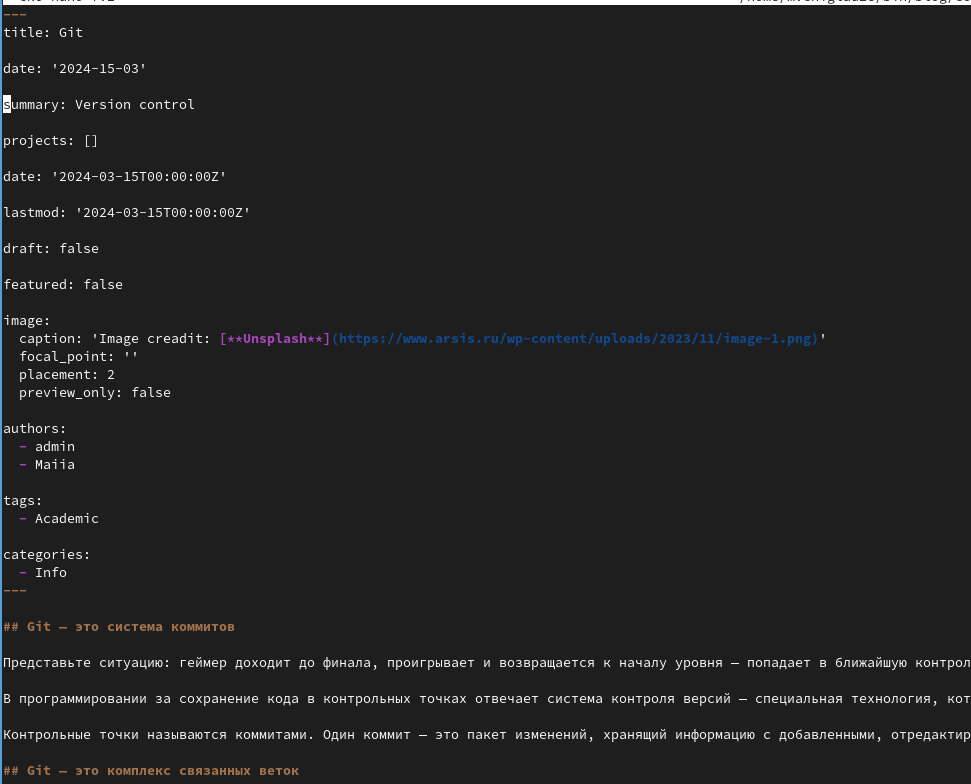 ---
title: Git
date: '2024-15-03'
summary: Version control
projects: []
date: '2024-03-15T00:00:00Z'
lastmod: '2024-03-15T00:00:00Z'
draft: false
featured: false
image:
  caption: 'Image creadit: [**Unsplash**](https://www.arsis.ru/wp-content/uploads/2023/11/image-1.png)'
  focal_point: ''
  placement: 2
  preview_only: false
authors:
  - admin
  - Maiia
tags:
  - Academic
categories:
  - Info
---
## Git — это система коммитов
Представьте ситуацию: геймер доходит до финала, проигрывает и возвращается к началу уровня — попадает в ближайшую контрол
В программировании за сохранение кода в контрольных точках отвечает система контроля версий — специальная технология, кот
Контрольные точки называются коммитами. Один коммит — это пакет изменений, хранящий информацию с добавленными, отредактир
## Git — это комплекс связанных веток